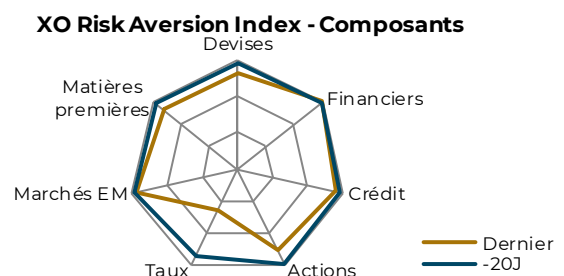 XO Risk Aversion Index - Composants
Devises
Matières
premières
Financiers
Marchés EM
Crédit
Taux
Actions
Dernier
-20J